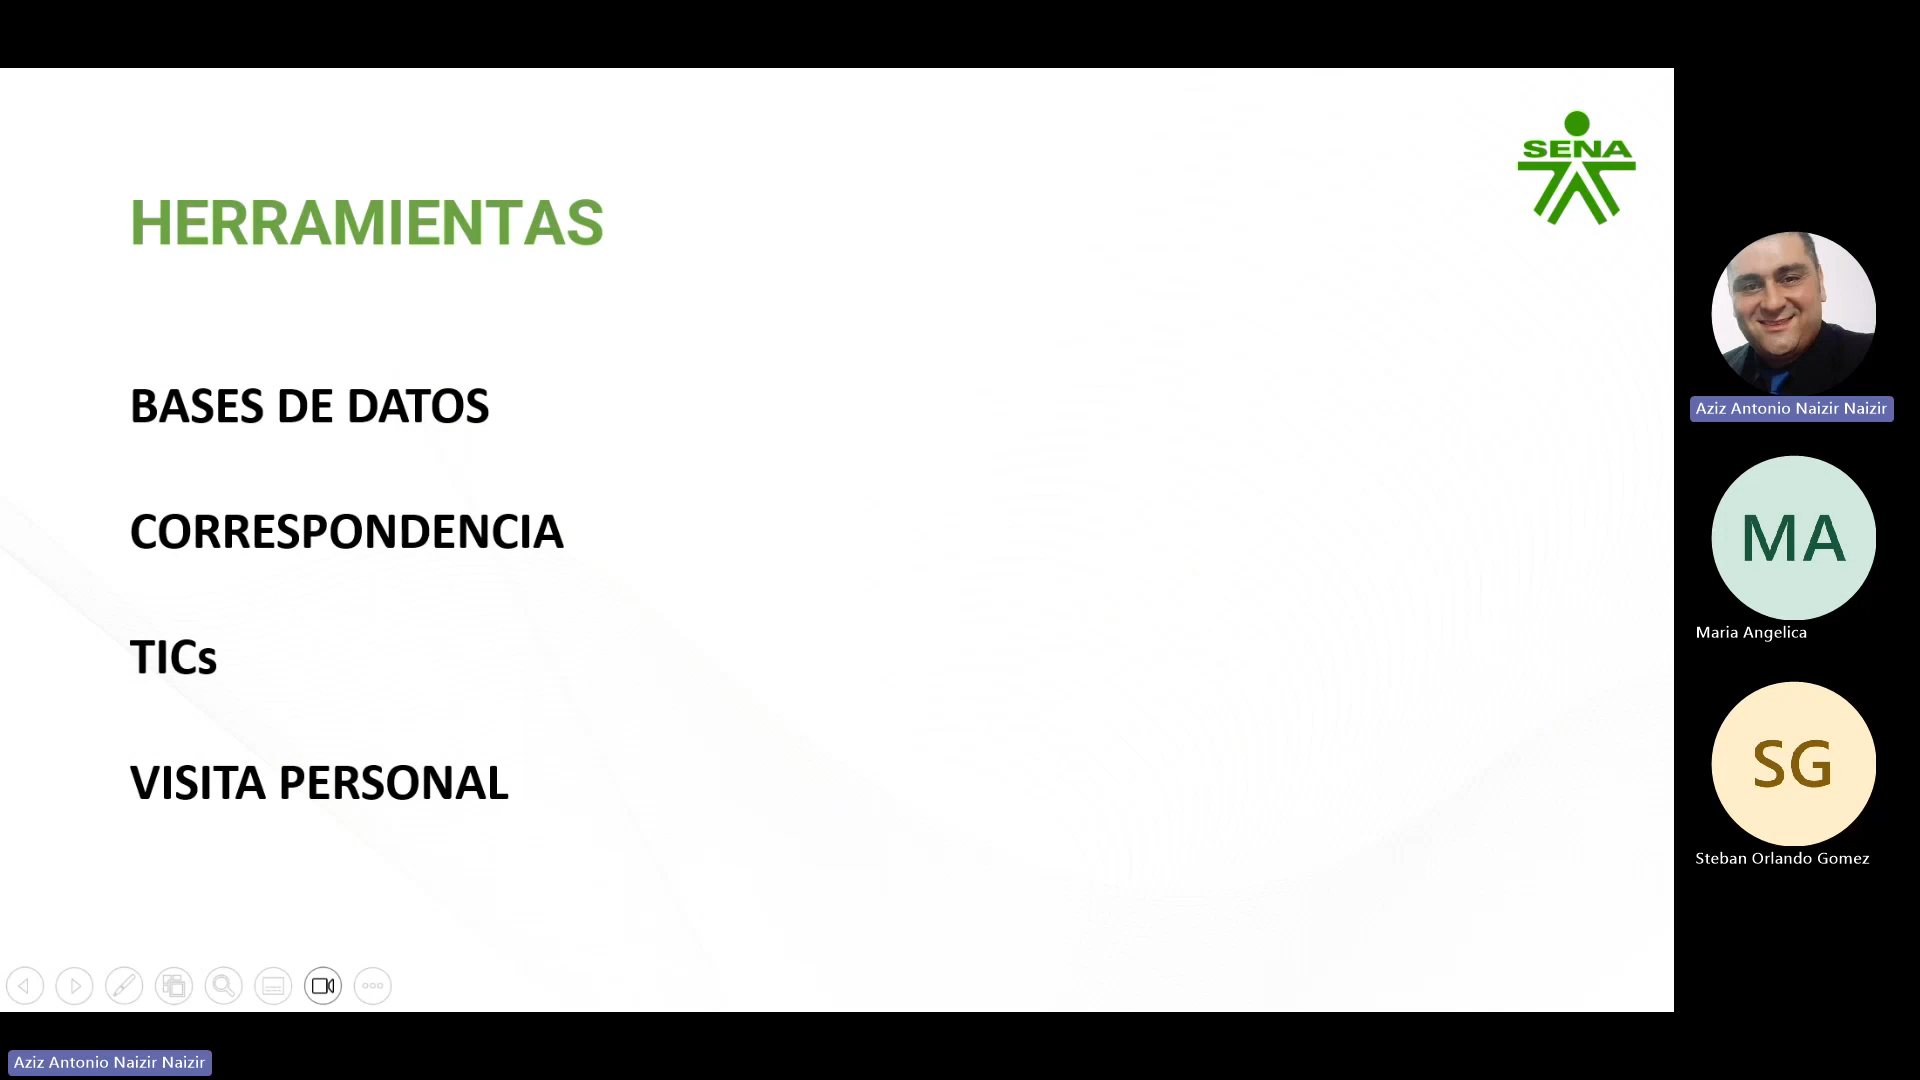 SENA
HERRAMIENTAS
BASES DE DATOS
CORRESPONDENCIA
TICs
VISITA PERSONAL
Aziz Antonio Naizir Naizir
MA
Maria Angelica
SG
Steban Orlando Gomez
Aziz Antonio Naizir Naizir